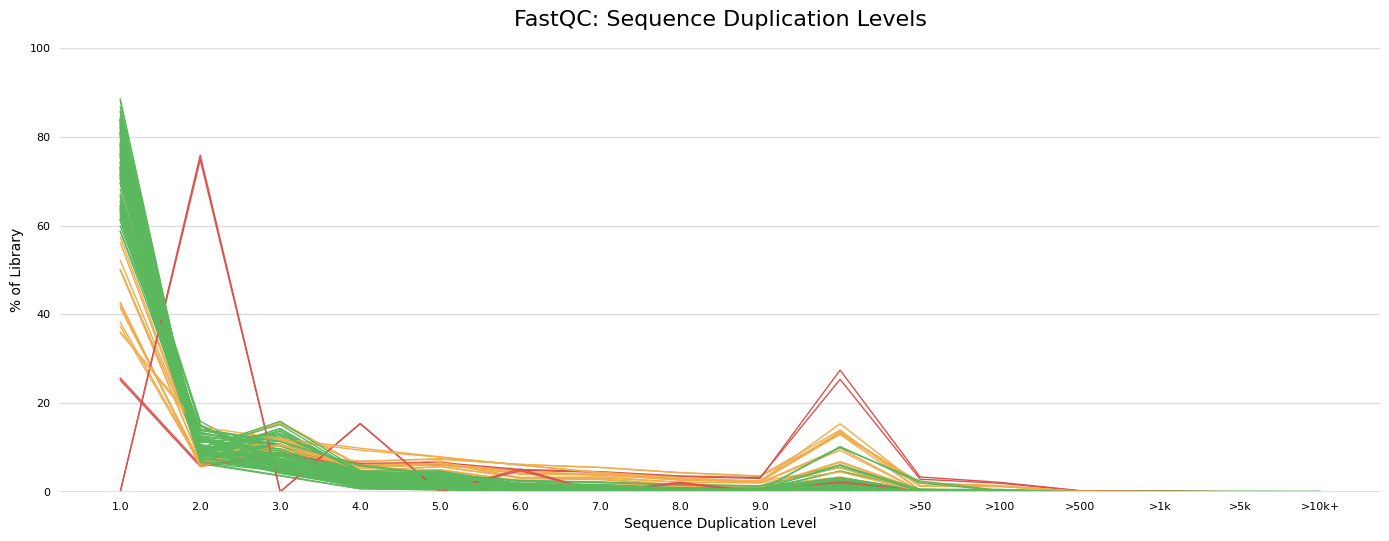 FastQC: Sequence Duplication Levels
100
80
60
40
20
0
% of Library
1.0 2.0 3.0 4.0 5.0 6.0 7.0 8.0 9.0 >10 >50 >100 >500 >1k >5k >10k+
Sequence Duplication Level